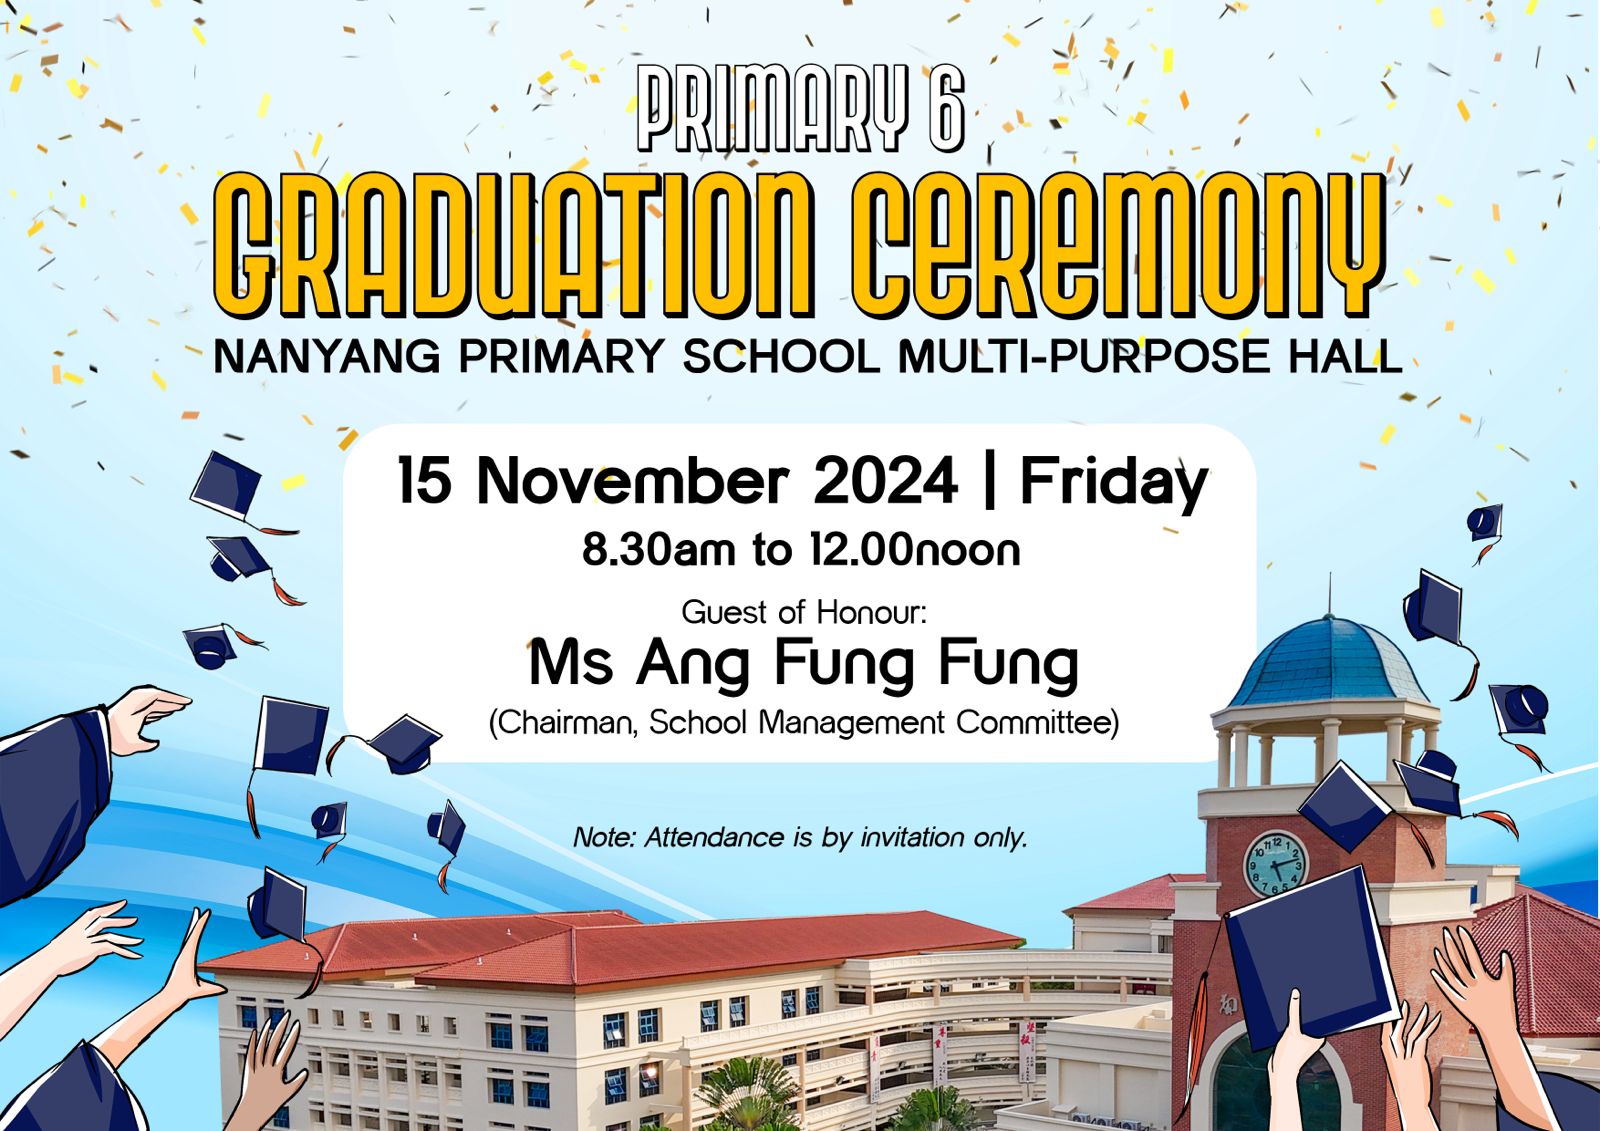 PRIMARY 6
GRADUATION CEREMONY
NANYANG PRIMARY SCHOOL MULTI-PURPOSE HALL
15 November 2024 | Friday
8.30am to 12.00noon
Guest of Honour:
Ms Ang Fung Fung
(Chairman, School Management Committee)
Note: Attendance is by invitation only.